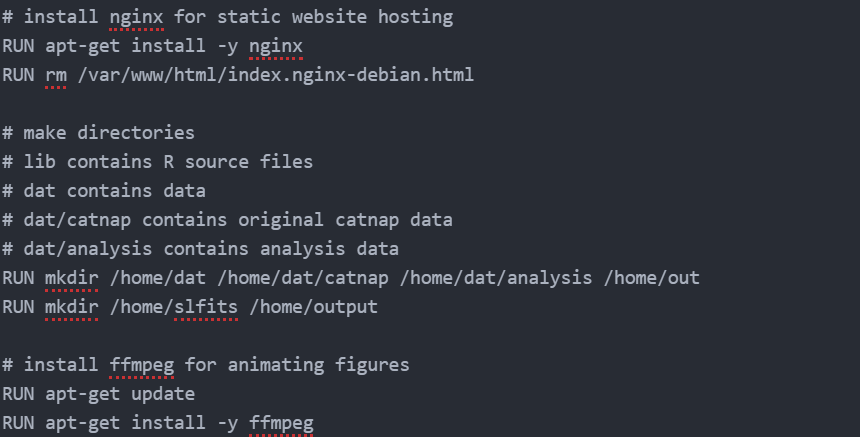 # install nginx for static website hosting
RUN apt-get install -y nginx
RUN rm /var/www/html/index.nginx-debian.html
# make directories
# lib contains R source files
# dat contains data
# dat/catnap contains original catnap data
# dat/analysis contains analysis data
RUN mkdir /home/dat /home/dat/catnap /home/dat/analysis /home/out
RUN mkdir /home/slfits /home/output
# install ffmpeg for animating figures
RUN apt-get update
RUN apt-get install -y ffmpeg